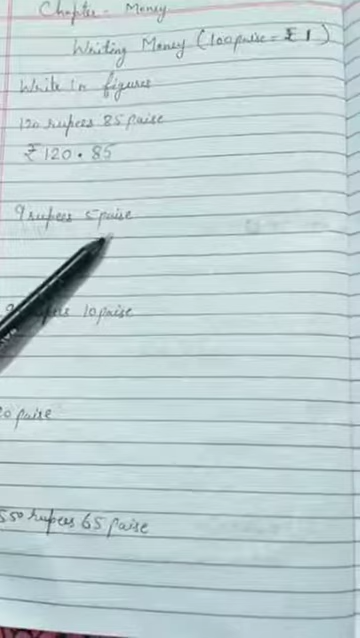 Chapter - Money
Writing Money (100 paise = ₹ 1)
Write in figures
120 rupees 85 paise
₹ 120.85
9 rupees 5 paise
10 paise
paise
550 rupees 65 paise